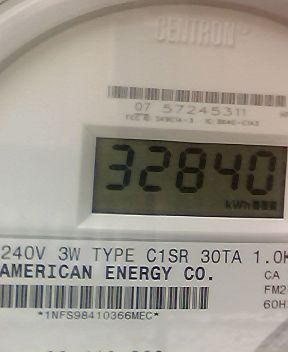 CENTRON
07 57245311
32840
kWh
240V 3W TYPE C1SR 30TA 1.0K
AMERICAN ENERGY CO.
CA
FM2
60H
*1NFS98410366MEC*